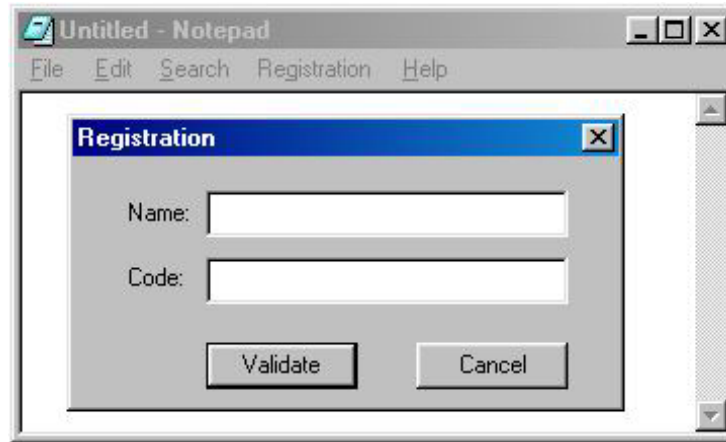 Untitled - Notepad
File Edit Search Registration Help
Registration
Name:
Code:
Validate Cancel